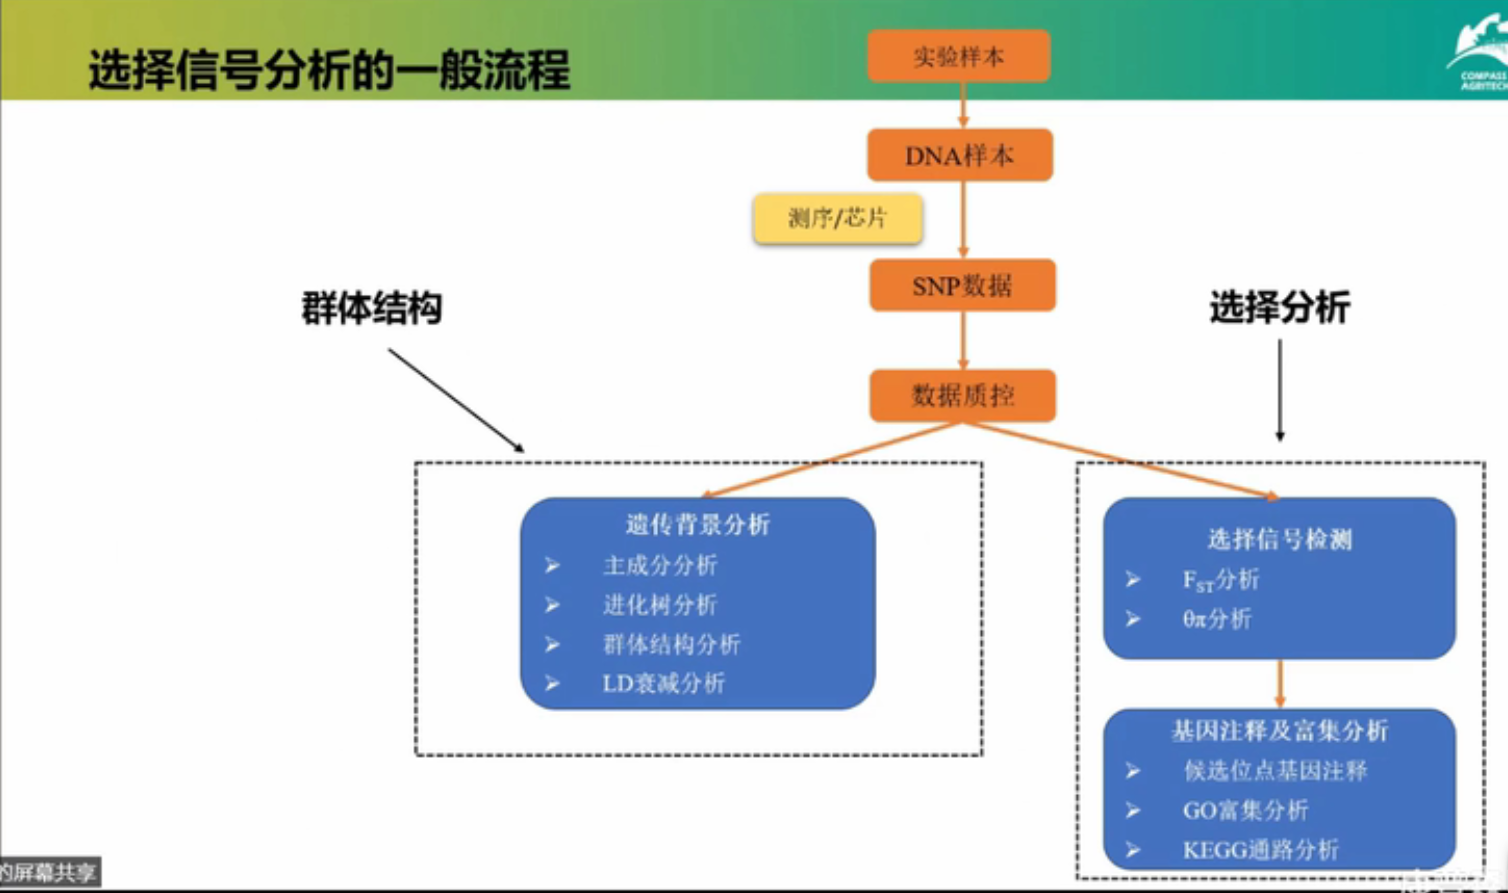 选择信号分析的一般流程
COMPASS
AGRITECH
实验样本
DNA样本
测序/芯片
SNP数据
数据质控
群体结构
选择分析
遗传背景分析
➢ 主成分分析
➢ 进化树分析
➢ 群体结构分析
➢ LD衰减分析
选择信号检测
➢ FST分析
➢ θπ分析
基因注释及富集分析
➢ 候选位点基因注释
➢ GO富集分析
➢ KEGG通路分析
的屏幕共享